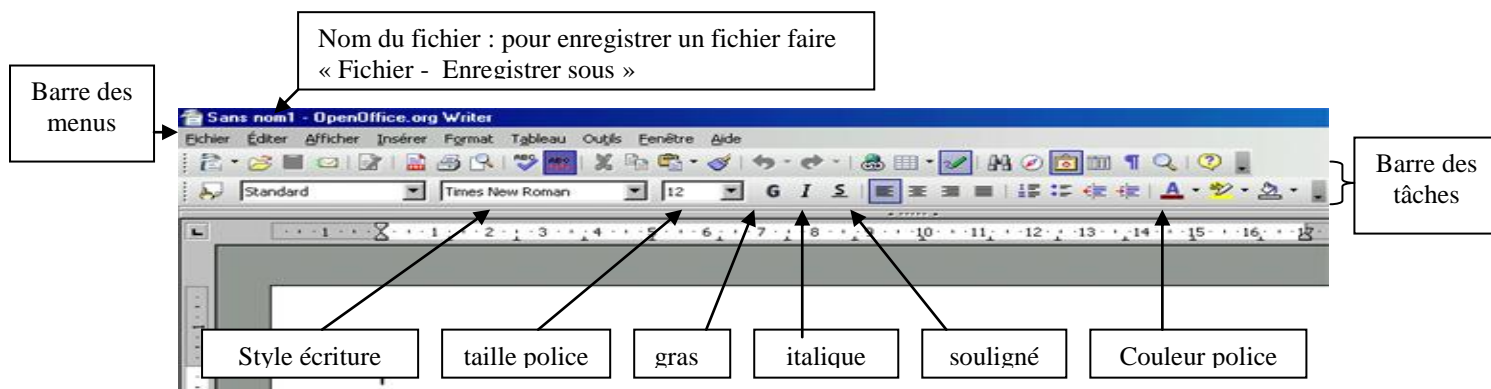 Nom du fichier : pour enregistrer un fichier faire
« Fichier - Enregistrer sous »
Barre des
menus
Sans nom1 - OpenOffice.org Writer
Fichier Éditer Afficher Insérer Format Tableau Outils Fenêtre Aide
Barre des
tâches
Standard Times New Roman 12 G I S
1 1 2 3 4 5 6 7 8 9 10 11 12 13 14 15 16
Style écriture taille police gras italique souligné Couleur police